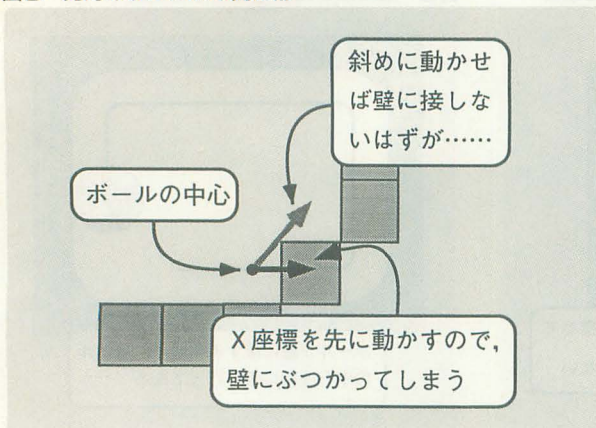 斜めに動かせ
ば壁に接しな
いはずが……
ボールの中心
X座標を先に動かすので,
壁にぶつかってしまう